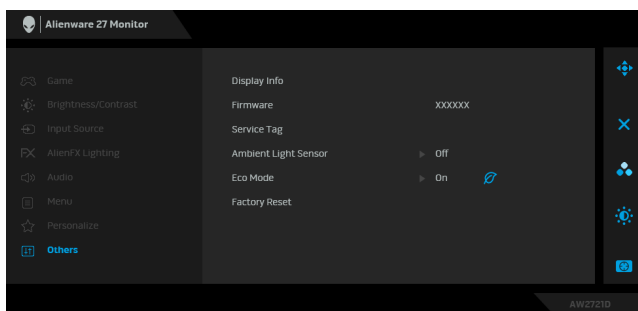 Alienware 27 Monitor
Game
Brightness/Contrast
Input Source
FX AlienFX Lighting
Audio
Menu
Personalize
Others
Display Info
Firmware XXXXXX
Service Tag
Ambient Light Sensor Off
Eco Mode On
Factory Reset
AW2721D